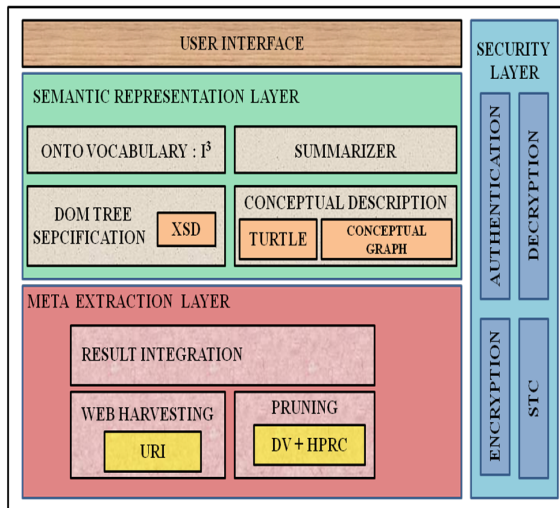 USER INTERFACE
SEMANTIC REPRESENTATION LAYER
ONTO VOCABULARY : I³
SUMMARIZER
DOM TREE
SEPCIFICATION
XSD
CONCEPTUAL DESCRIPTION
TURTLE
CONCEPTUAL
GRAPH
META EXTRACTION LAYER
RESULT INTEGRATION
WEB HARVESTING
URI
PRUNING
DV + HPRC
SECURITY
LAYER
AUTHENTICATION
DECRYPTION
ENCRYPTION
STC